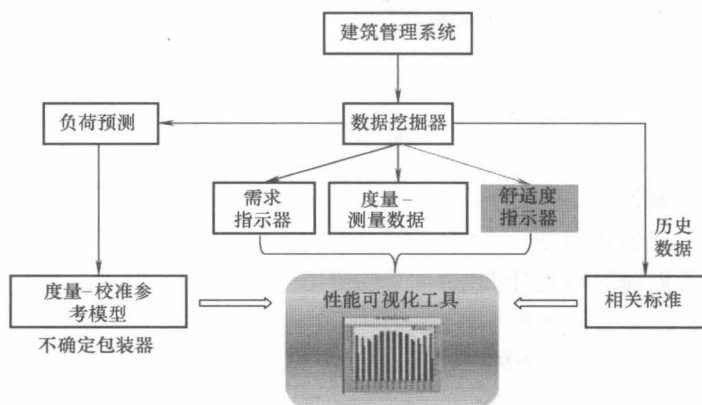 建筑管理系统
负荷预测
数据挖掘器
需求
指示器
度量-
测量数据
舒适度
指示器
历史
数据
度量-校准参
考模型
不确定包装器
性能可视化工具
相关标准